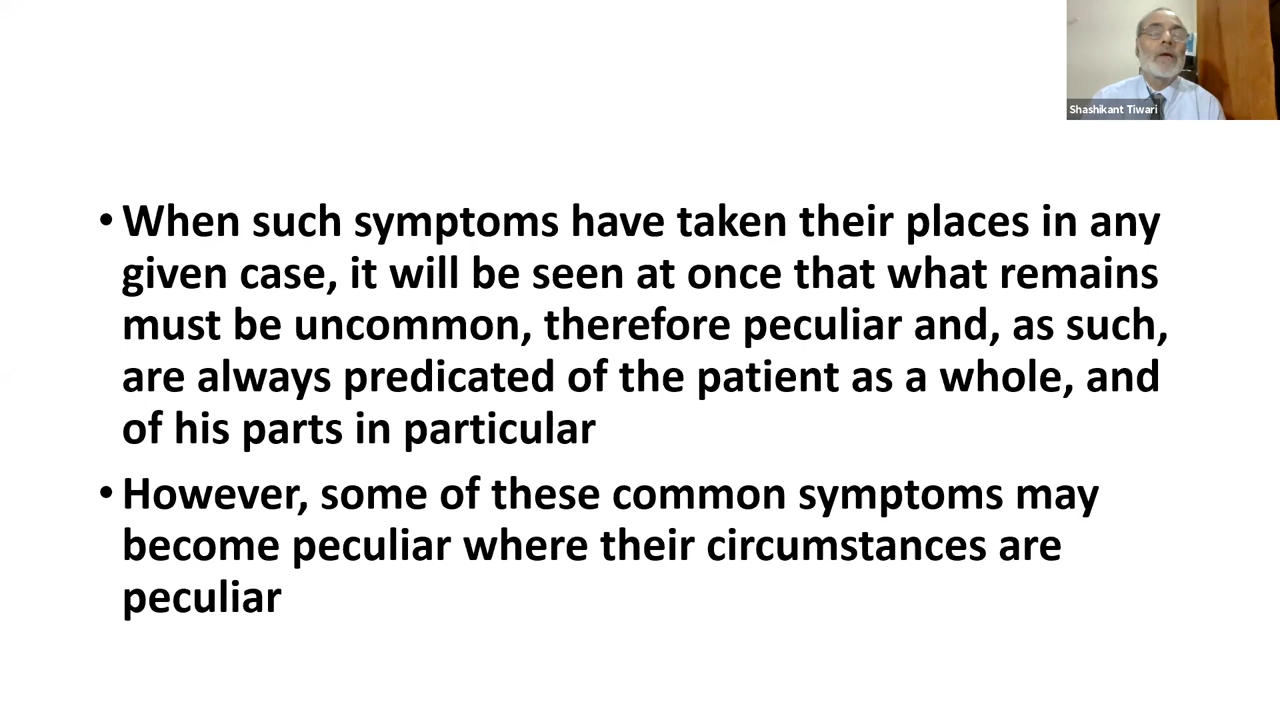 Shashikant Tiwari
• When such symptoms have taken their places in any
given case, it will be seen at once that what remains
must be uncommon, therefore peculiar and, as such,
are always predicated of the patient as a whole, and
of his parts in particular
• However, some of these common symptoms may
become peculiar where their circumstances are
peculiar